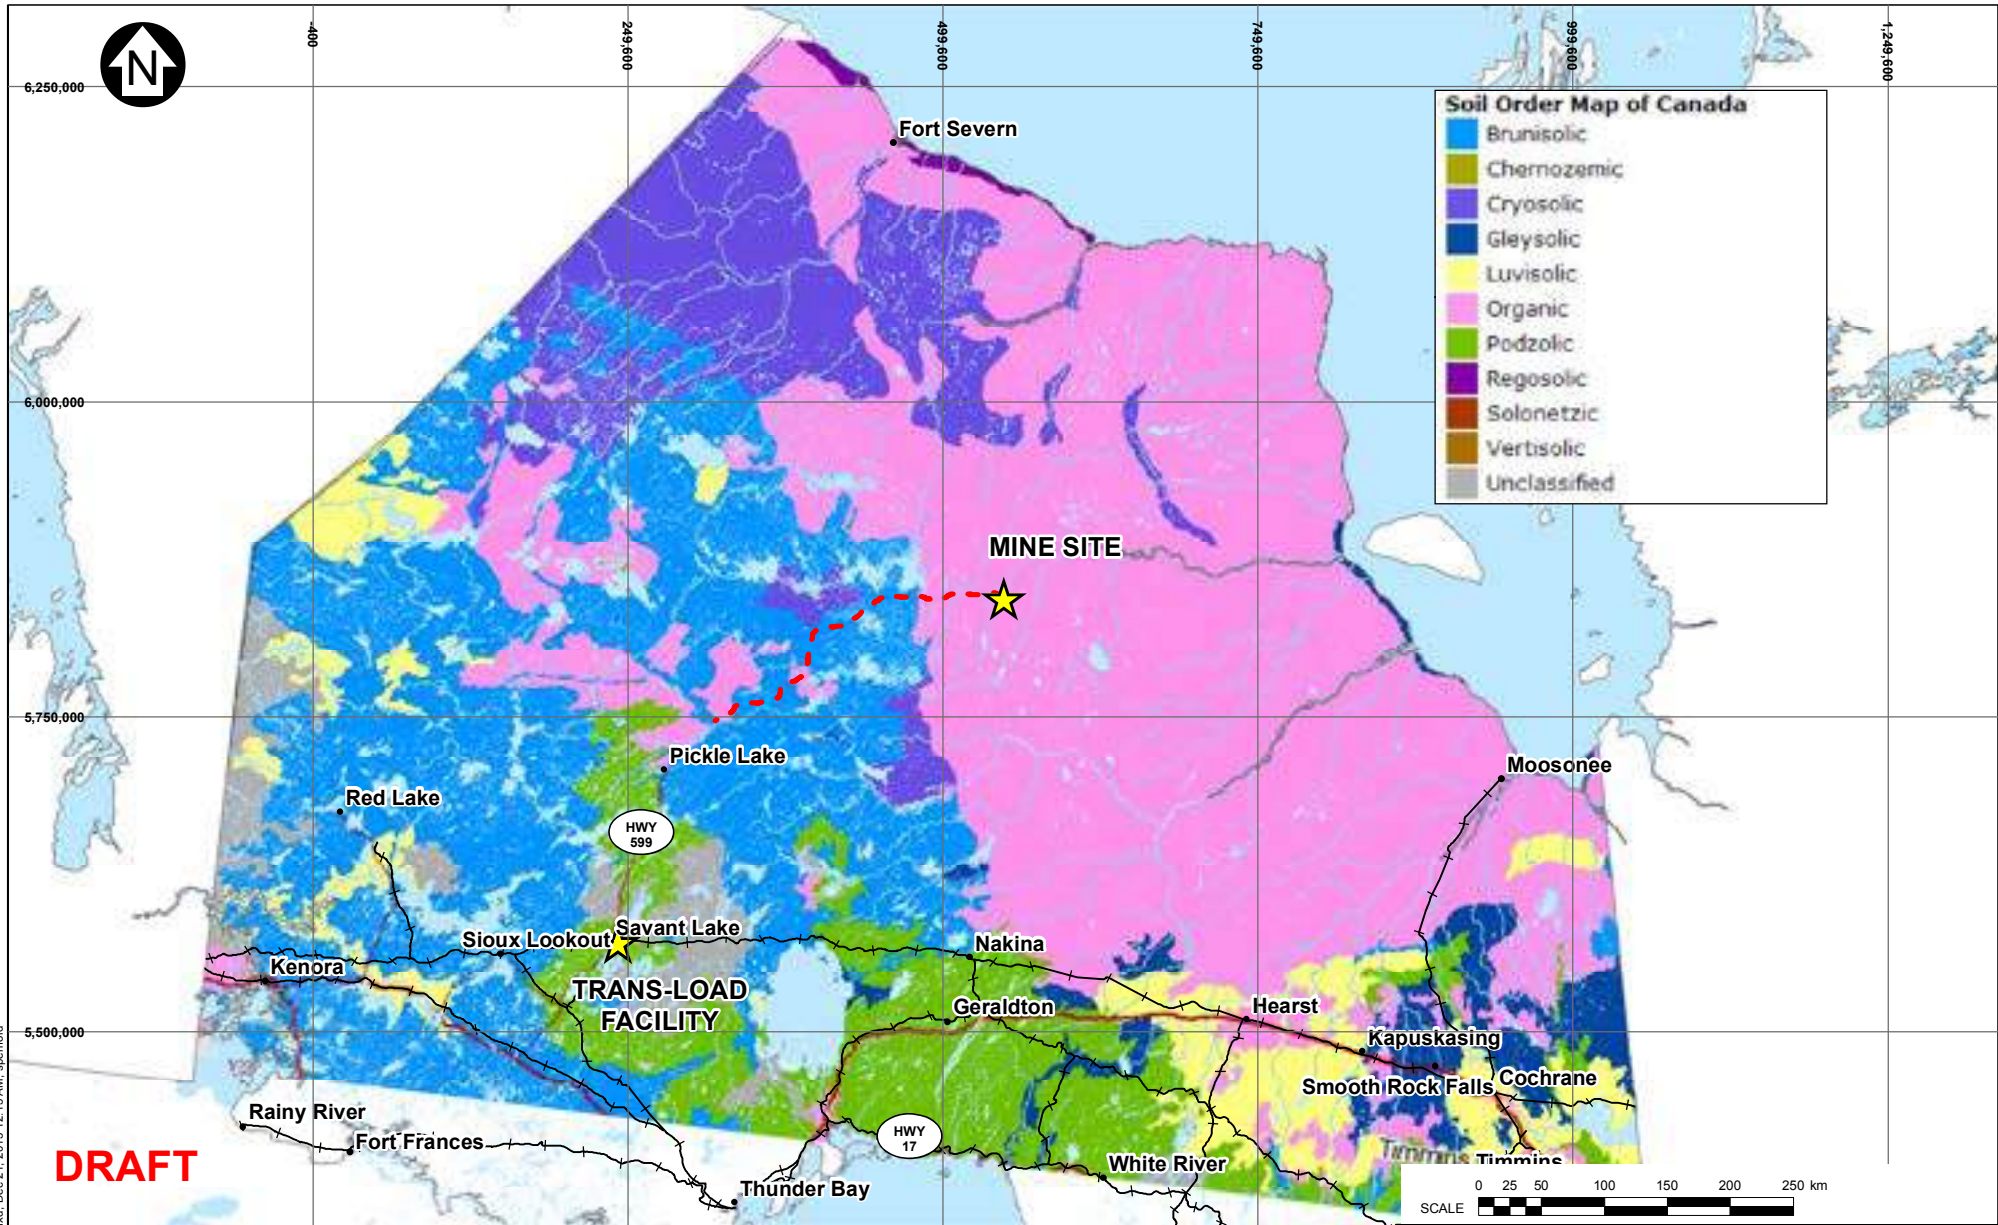 -400
249,600
499,600
749,600
999,600
1,249,600
N
6,250,000
6,000,000
5,750,000
5,500,000
Soil Order Map of Canada
Brunisolic
Chernozemic
Cryosolic
Gleysolic
Luvisolic
Organic
Podzolic
Regosolic
Solonetzic
Vertisolic
Unclassified
Fort Severn
MINE SITE
Pickle Lake
Moosonee
Red Lake
HWY
599
Savant Lake
Sioux Lookout
Nakina
Kenora
TRANS-LOAD
FACILITY
Geraldton
Hearst
Kapuskasing
Smooth Rock Falls
Cochrane
Rainy River
Fort Frances
HWY
17
White River
Timmins
Timmins
Thunder Bay
DRAFT
SCALE
0 25 50 100 150 200 250 km